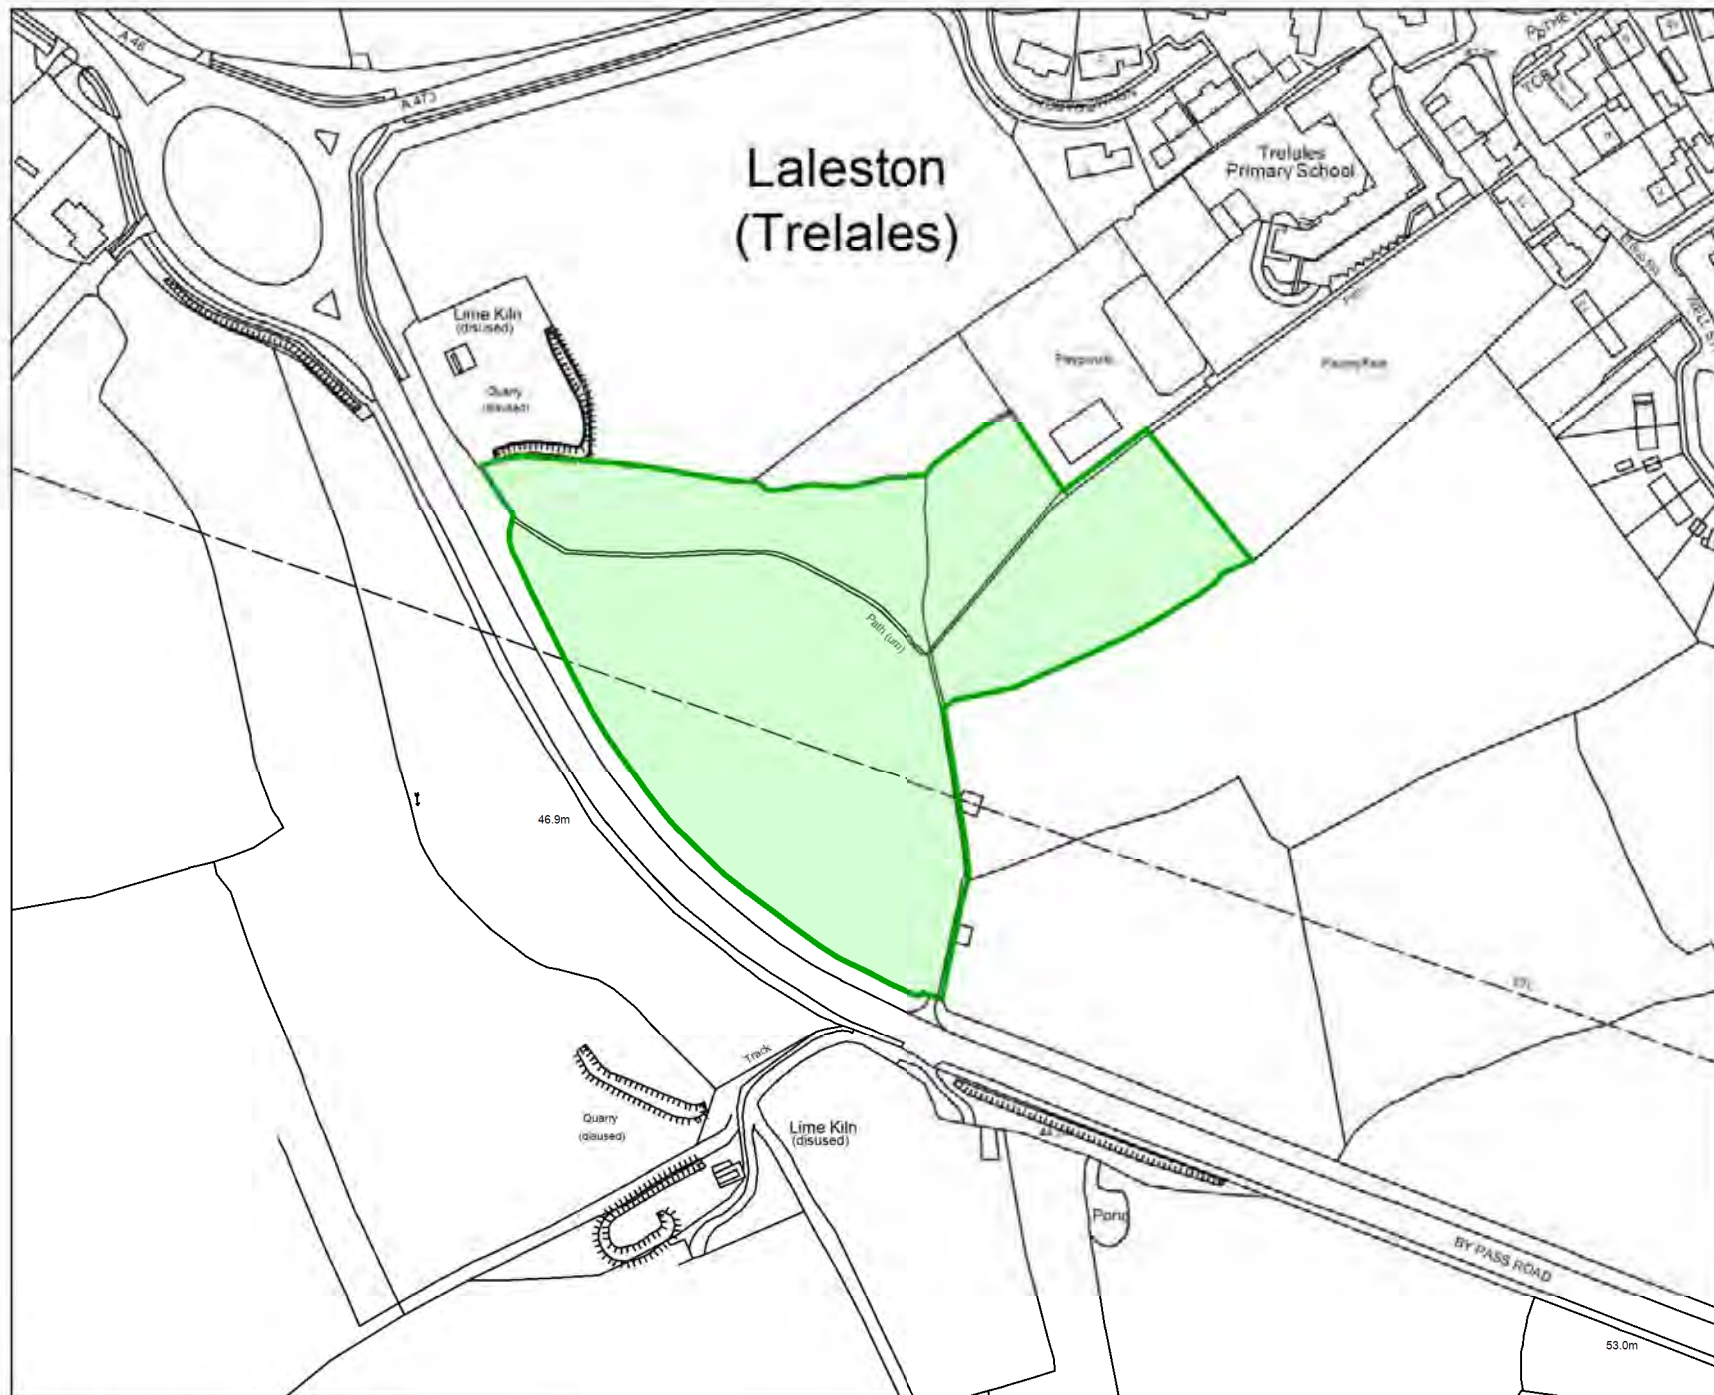 A 48
A 473
Laleston
(Trelales)
Trelales
Primary School
TCB
Lime Kiln
(disused)
Quarry
(disused)
Path (um)
46.9m
Track
Quarry
(disused)
Lime Kiln
(disused)
Pond
BY PASS ROAD
53.0m